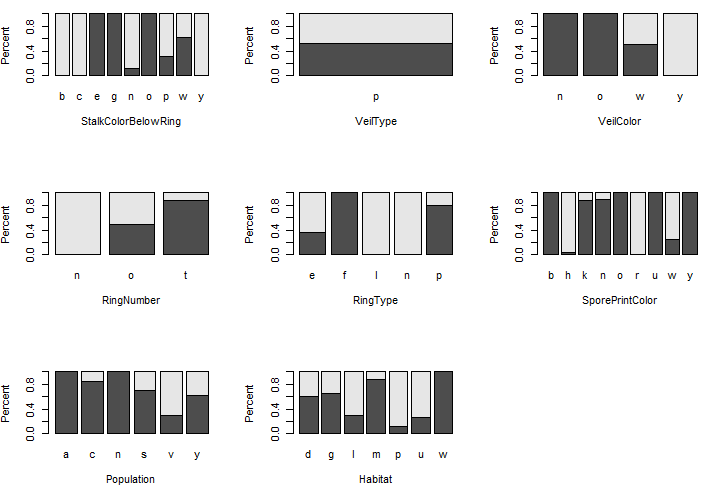 Percent
0.0 0.4 0.8
b c e g n o p w y
StalkColorBelowRing
Percent
0.0 0.4 0.8
p
VeilType
Percent
0.0 0.4 0.8
n o w y
VeilColor
Percent
0.0 0.4 0.8
n o t
RingNumber
Percent
0.0 0.4 0.8
e f l n p
RingType
Percent
0.0 0.4 0.8
b h k n o r u w y
SporePrintColor
Percent
0.0 0.4 0.8
a c n s v y
Population
Percent
0.0 0.4 0.8
d g l m p u w
Habitat